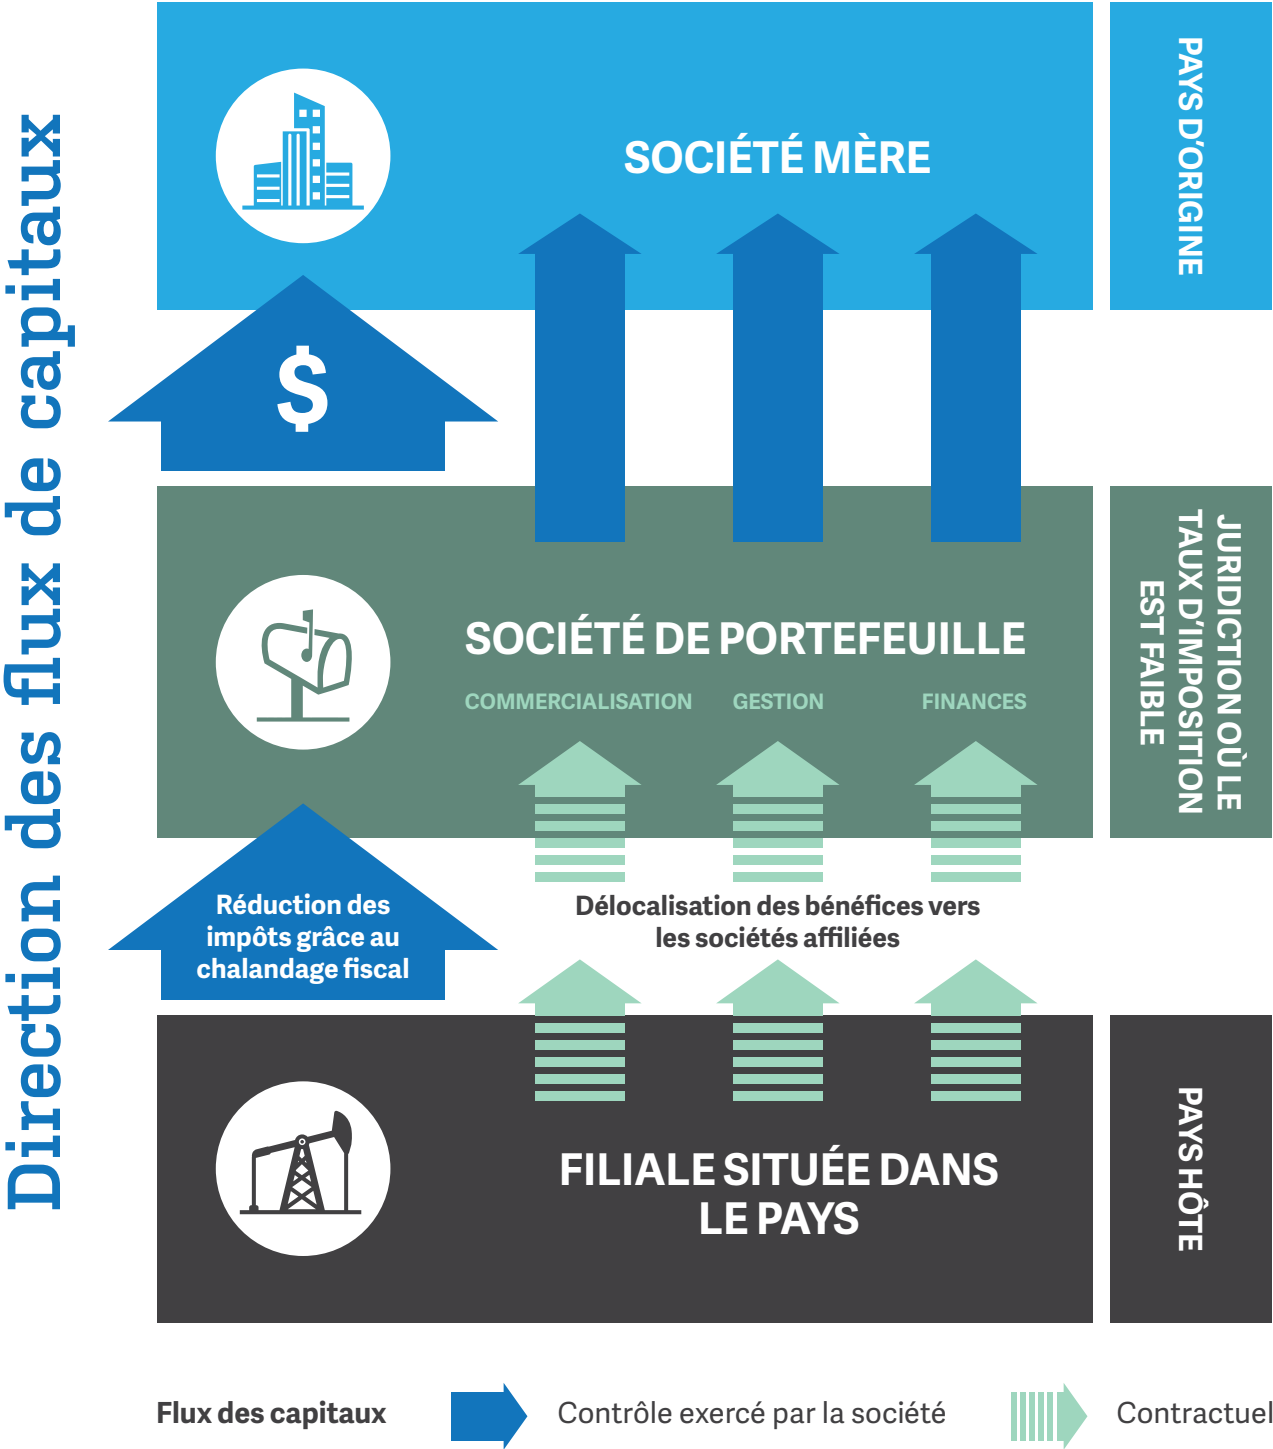 Direction des flux de capitaux
SOCIÉTÉ MÈRE
PAYS D’ORIGINE
$
SOCIÉTÉ DE PORTEFEUILLE
COMMERCIALISATION GESTION FINANCES
JURIDICTION OÙ LE
TAUX D’IMPOSITION
EST FAIBLE
Réduction des
impôts grâce au
chalandage fiscal
Délocalisation des bénéfices vers
les sociétés affiliées
FILIALE SITUÉE DANS
LE PAYS
PAYS HÔTE
Flux des capitaux Contrôle exercé par la société Contractuel